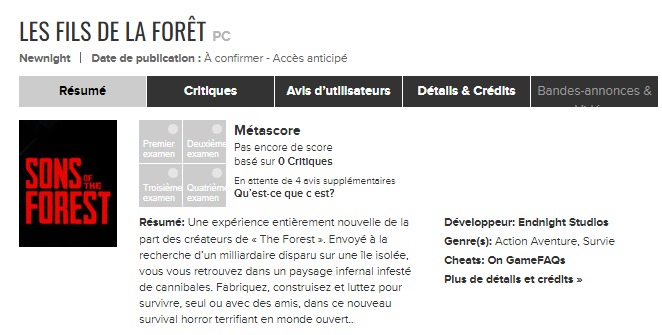 LES FILS DE LA FORÊT PC
Newnight | Date de publication : À confirmer - Accès anticipé
Résumé Critiques Avis d'utilisateurs Détails & Crédits Bandes-annonces &
SONS
OF THE
FOREST
Premier examen Deuxième examen
Troisième examen Quatrième examen
Métascore
Pas encore de score
basé sur 0 Critiques
En attente de 4 avis supplémentaires
Qu'est-ce que c est?
Résumé: Une expérience entièrement nouvelle de la
part des créateurs de « The Forest ». Envoyé à la
recherche d'un milliardaire disparu sur une île isolée,
vous vous retrouvez dans un paysage infernal infesté
de cannibales. Fabriquez, construisez et luttez pour
survivre, seul ou avec des amis, dans ce nouveau
survival horror terrifiant en monde ouvert..
Développeur: Endnight Studios
Genre(s): Action Aventure, Survie
Cheats: On GameFAQs
Plus de détails et crédits »